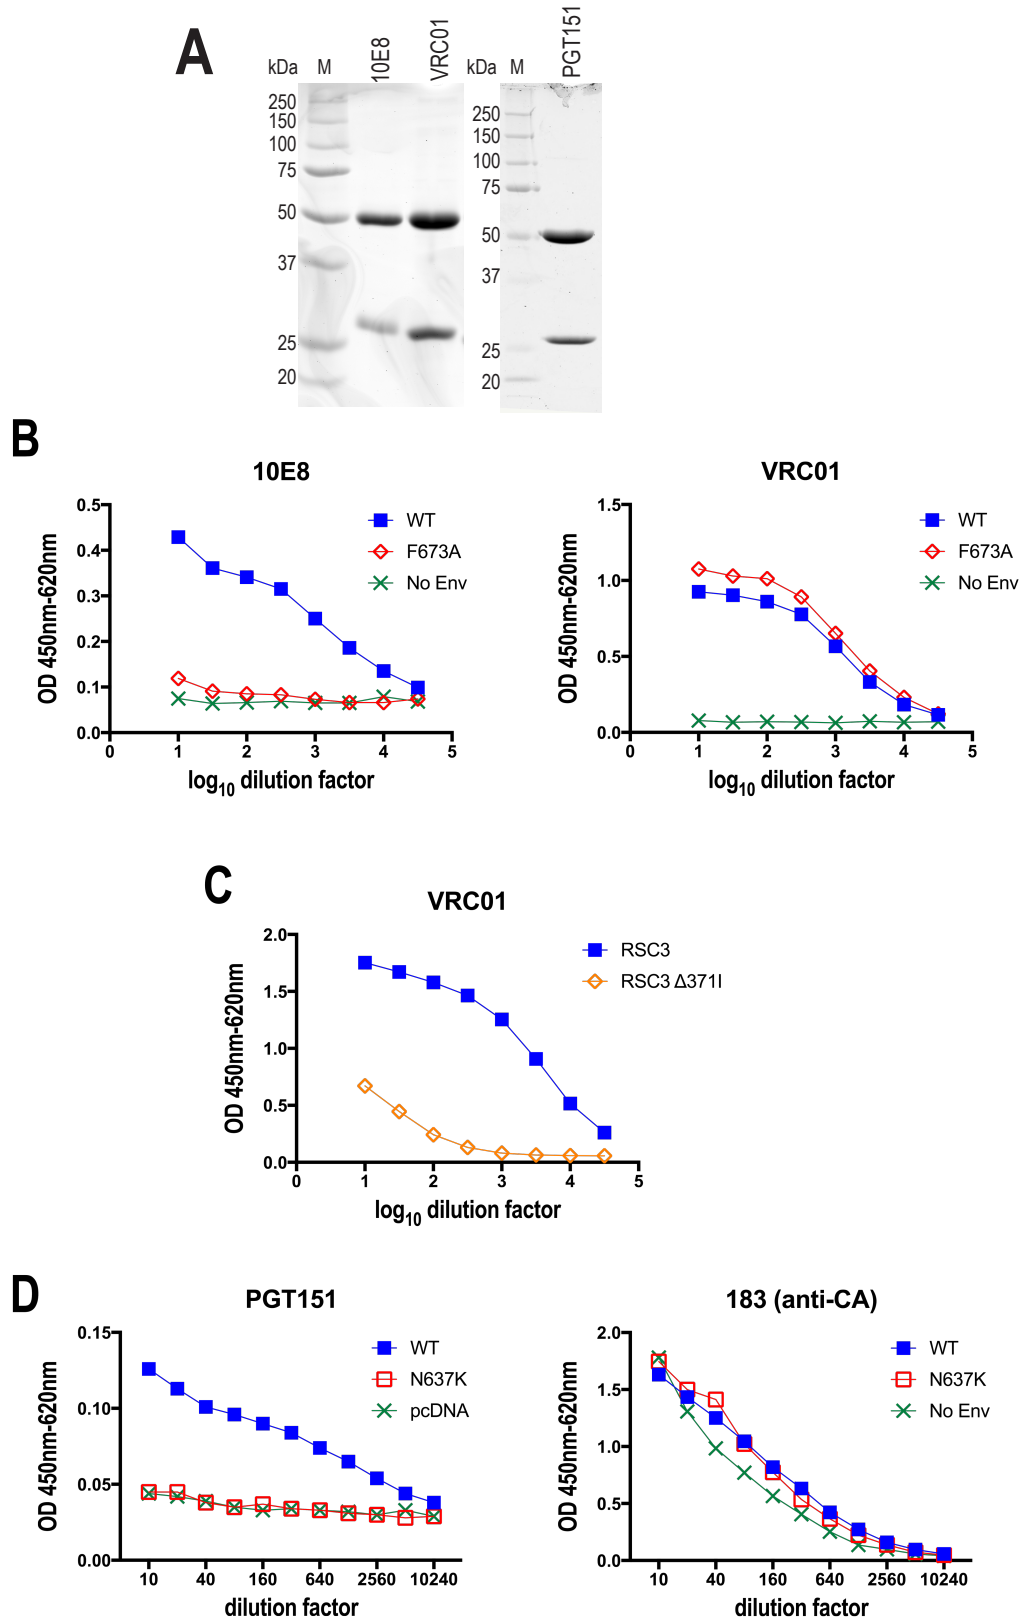 A
kDa M 10E8 VRC01 kDa M PGT151
250
150
100
75
50
37
25
20
250
150
100
75
50
37
25
20
B
10E8
OD 450nm-620nm
0.5
0.4
0.3
0.2
0.1
0.0
0 1 2 3 4 5
log10 dilution factor
WT
F673A
No Env
VRC01
OD 450nm-620nm
1.5
1.0
0.5
0.0
0 1 2 3 4 5
log10 dilution factor
WT
F673A
No Env
C
VRC01
OD 450nm-620nm
2.0
1.5
1.0
0.5
0.0
0 1 2 3 4 5
log10 dilution factor
RSC3
RSC3 Δ371I
D
PGT151
OD 450nm-620nm
0.15
0.10
0.05
0.00
10 40 160 640 2560 10240
dilution factor
WT
N637K
pcDNA
183 (anti-CA)
OD 450nm-620nm
2.0
1.5
1.0
0.5
0.0
10 40 160 640 2560 10240
dilution factor
WT
N637K
No Env